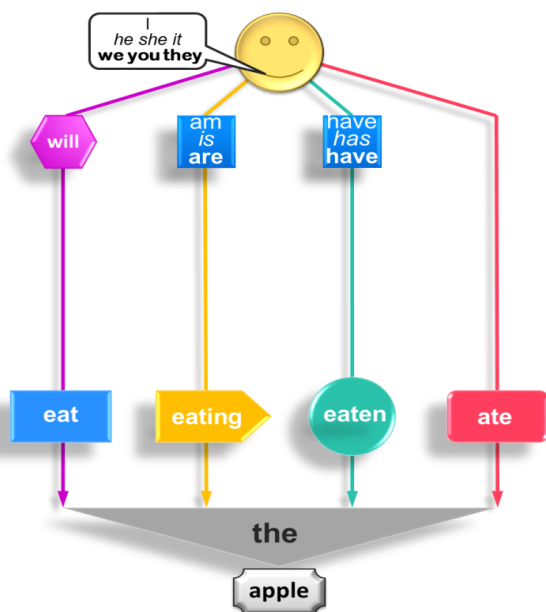 I
he she it
we you they
will
am
is
are
have
has
have
eat
eating
eaten
ate
the
apple